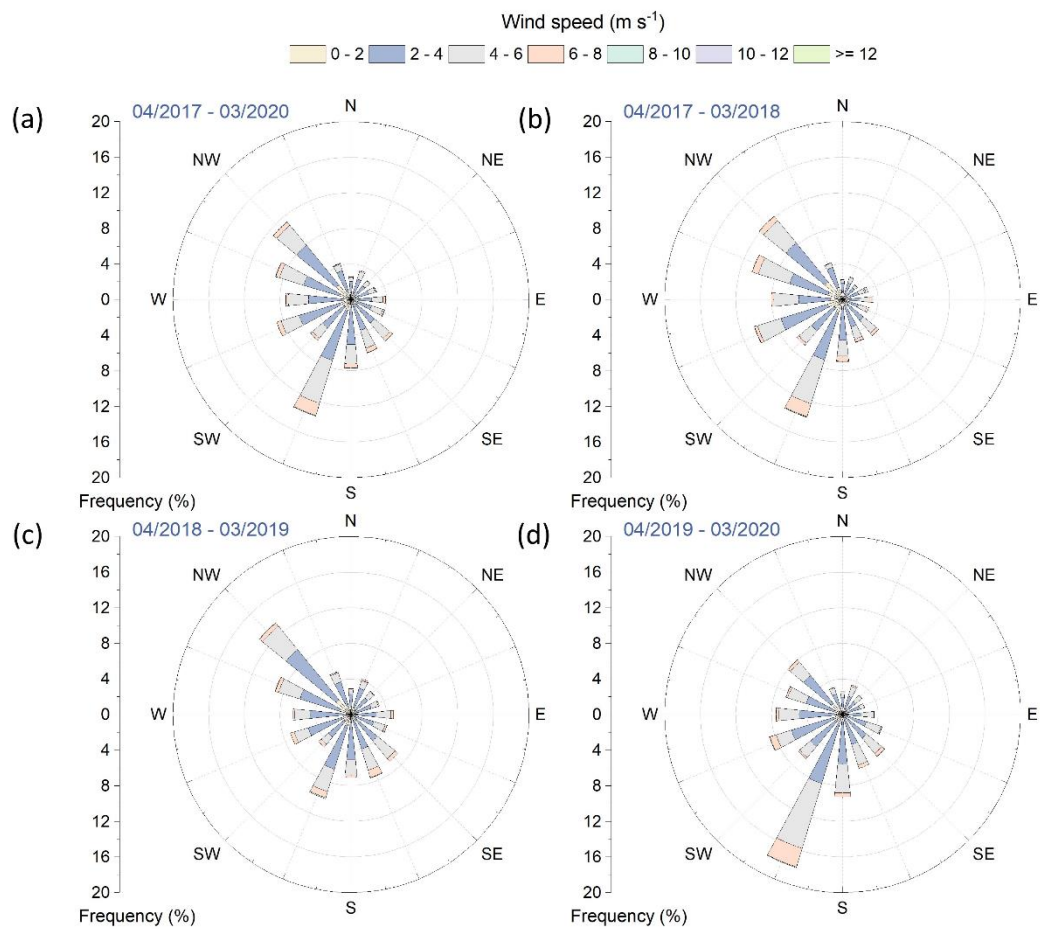 Wind speed (m s⁻¹)
0 - 2 2 - 4 4 - 6 6 - 8 8 - 10 10 - 12 >= 12
(a) 04/2017 - 03/2020
20
16
12
8
4
0
4
8
12
16
20
Frequency (%)
N
NE
E
SE
S
SW
W
NW
(b) 04/2017 - 03/2018
20
16
12
8
4
0
4
8
12
16
20
Frequency (%)
N
NE
E
SE
S
SW
W
NW
(c) 04/2018 - 03/2019
20
16
12
8
4
0
4
8
12
16
20
Frequency (%)
N
NE
E
SE
S
SW
W
NW
(d) 04/2019 - 03/2020
20
16
12
8
4
0
4
8
12
16
20
Frequency (%)
N
NE
E
SE
S
SW
W
NW